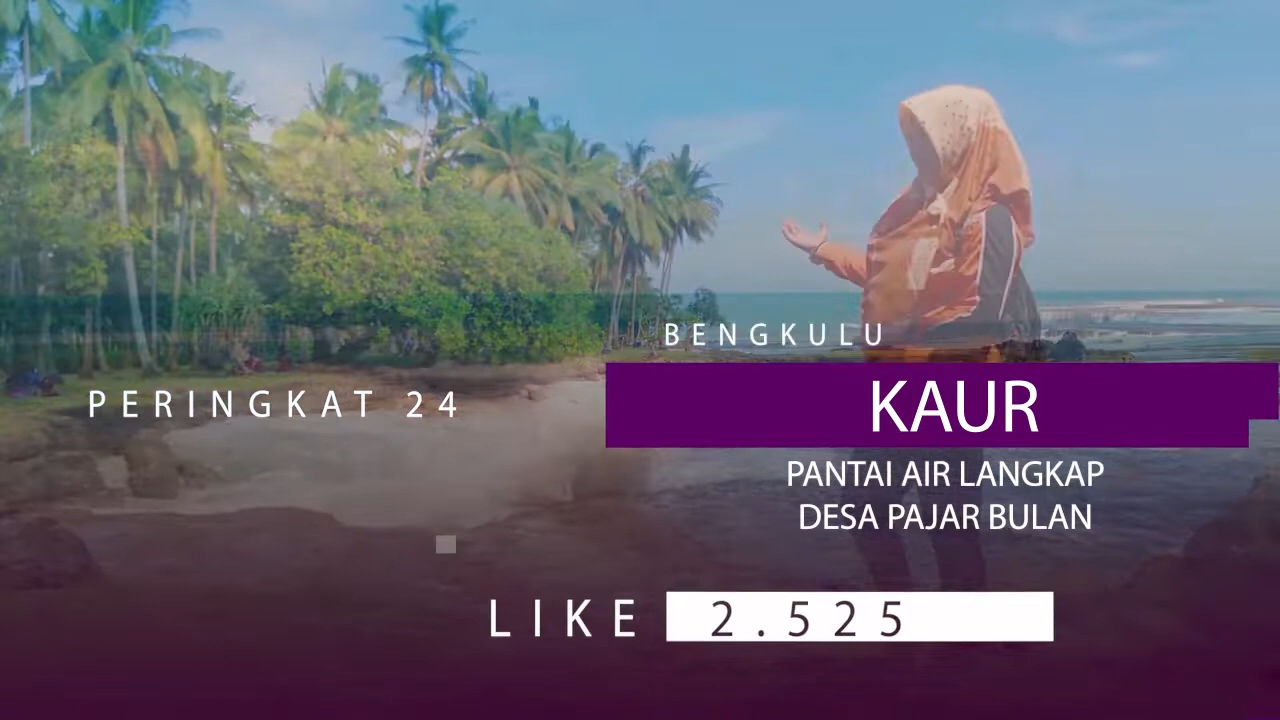 BENGKULU
PERINGKAT 24
KAUR
PANTAI AIR LANGKAP
DESA PAJAR BULAN
LIKE 2.525